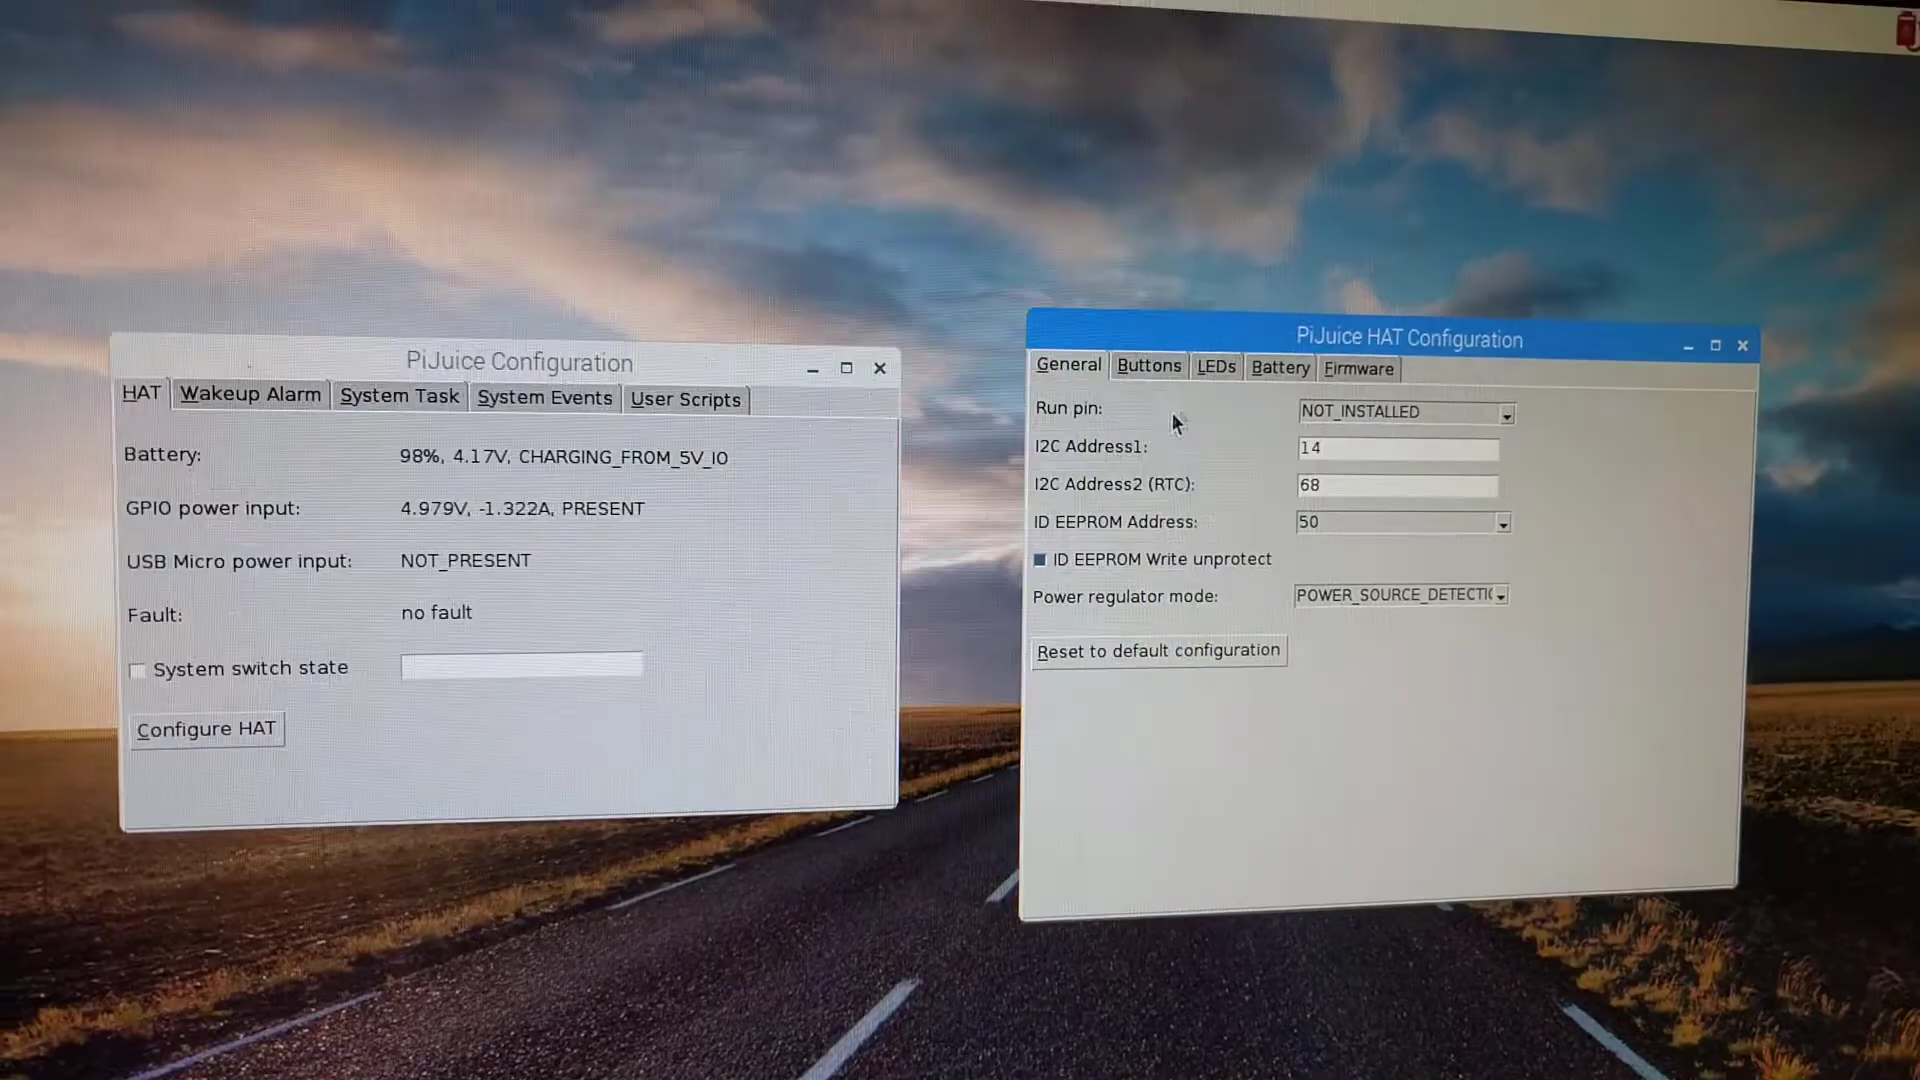 PiJuice Configuration
HAT Wakeup Alarm System Task System Events User Scripts
Battery: 98%, 4.17V, CHARGING_FROM_5V_IO
GPIO power input: 4.979V, -1.322A, PRESENT
USB Micro power input: NOT_PRESENT
Fault: no fault
System switch state
Configure HAT
PiJuice HAT Configuration
General Buttons LEDs Battery Firmware
Run pin: NOT_INSTALLED
I2C Address1: 14
I2C Address2 (RTC): 68
ID EEPROM Address: 50
ID EEPROM Write unprotect
Power regulator mode: POWER_SOURCE_DETECTI
Reset to default configuration